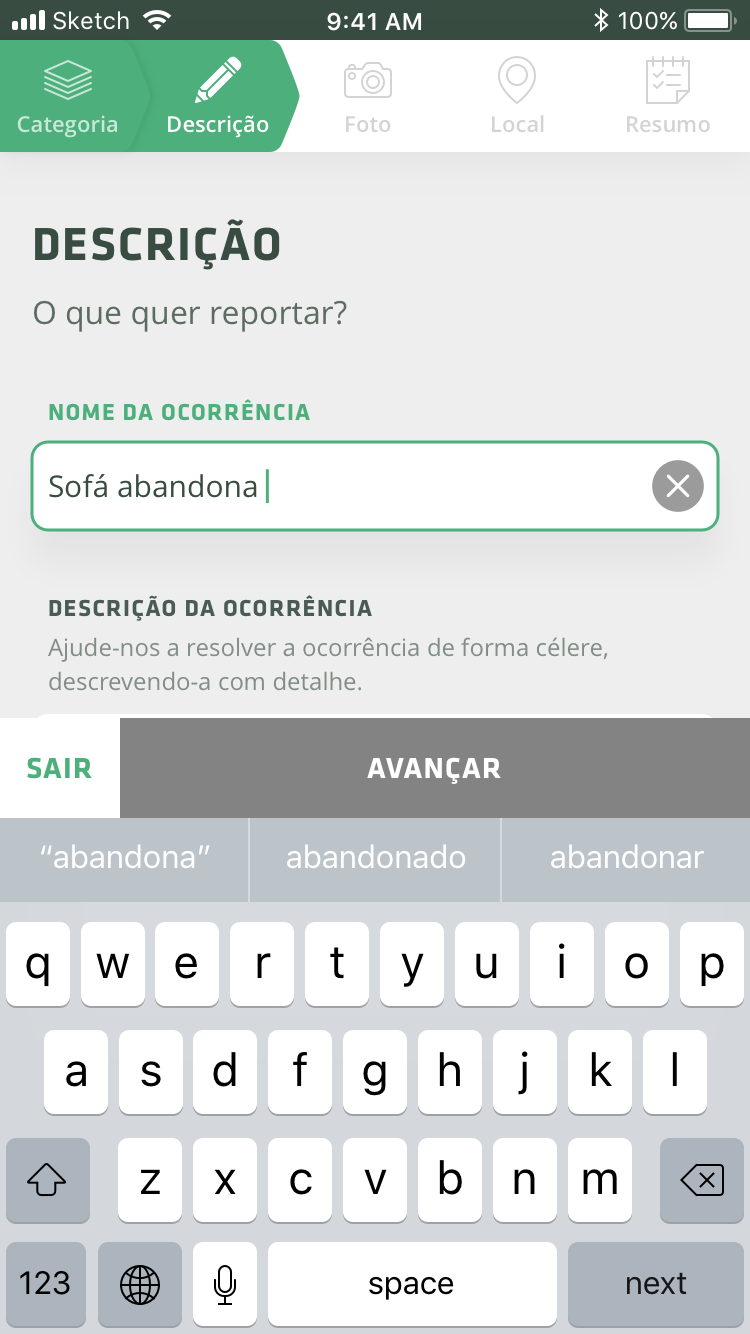 Sketch 9:41 AM 100%
Categoria Descrição Foto Local Resumo
DESCRIÇÃO
O que quer reportar?
NOME DA OCORRÊNCIA
Sofá abandona
DESCRIÇÃO DA OCORRÊNCIA
Ajude-nos a resolver a ocorrência de forma célere,
descrevendo-a com detalhe.
SAIR AVANÇAR
“abandona” abandonado abandonar
q w e r t y u i o p
a s d f g h j k l
z x c v b n m
123 space next